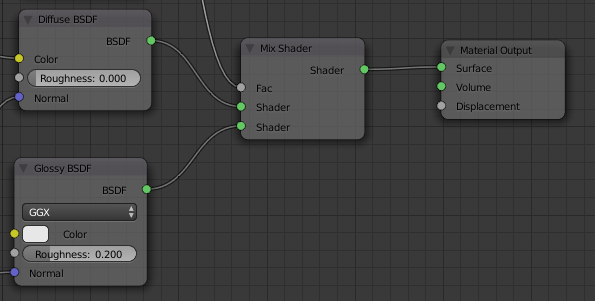 Diffuse BSDF
BSDF
Color
Roughness: 0.000
Normal
Mix Shader
Shader
Fac
Shader
Shader
Material Output
Surface
Volume
Displacement
Glossy BSDF
BSDF
GGX
Color
Roughness: 0.200
Normal